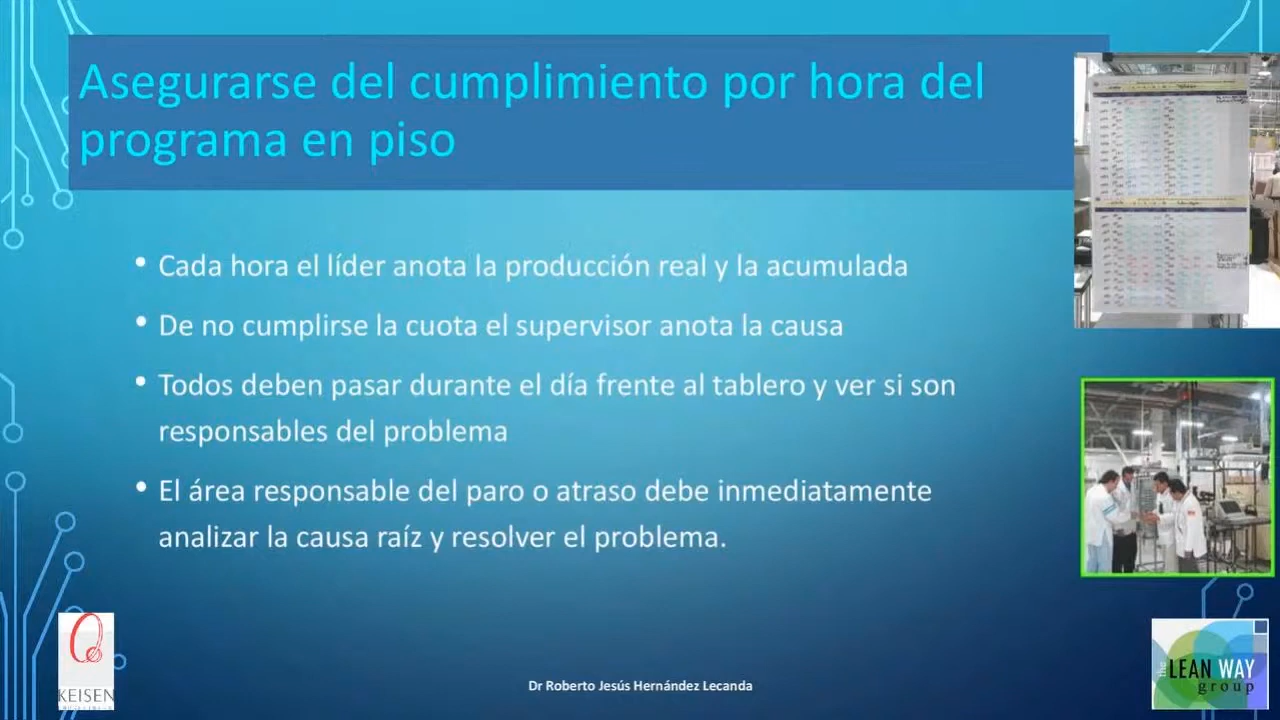 Asegurarse del cumplimiento por hora del
programa en piso
• Cada hora el líder anota la producción real y la acumulada
• De no cumplirse la cuota el supervisor anota la causa
• Todos deben pasar durante el día frente al tablero y ver si son
responsables del problema
• El área responsable del paro o atraso debe inmediatamente
analizar la causa raíz y resolver el problema.
KEISEN
Dr Roberto Jesús Hernández Lecanda
the LEAN WAY
group